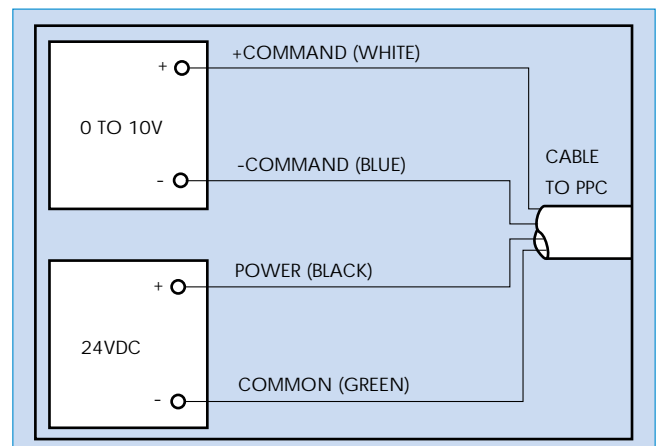 +COMMAND (WHITE)
+
0 TO 10V
-COMMAND (BLUE)
-
CABLE
TO PPC
POWER (BLACK)
+
24VDC
COMMON (GREEN)
-